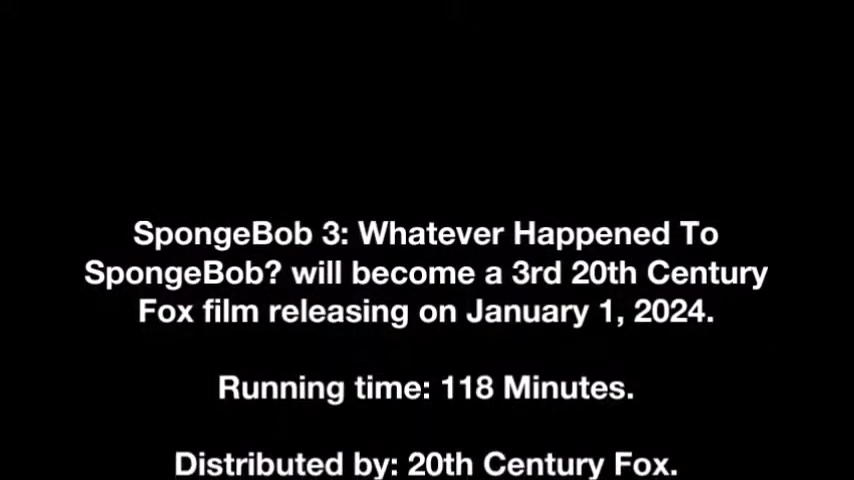 SpongeBob 3: Whatever Happened To
SpongeBob? will become a 3rd 20th Century
Fox film releasing on January 1, 2024.
Running time: 118 Minutes.
Distributed by: 20th Century Fox.